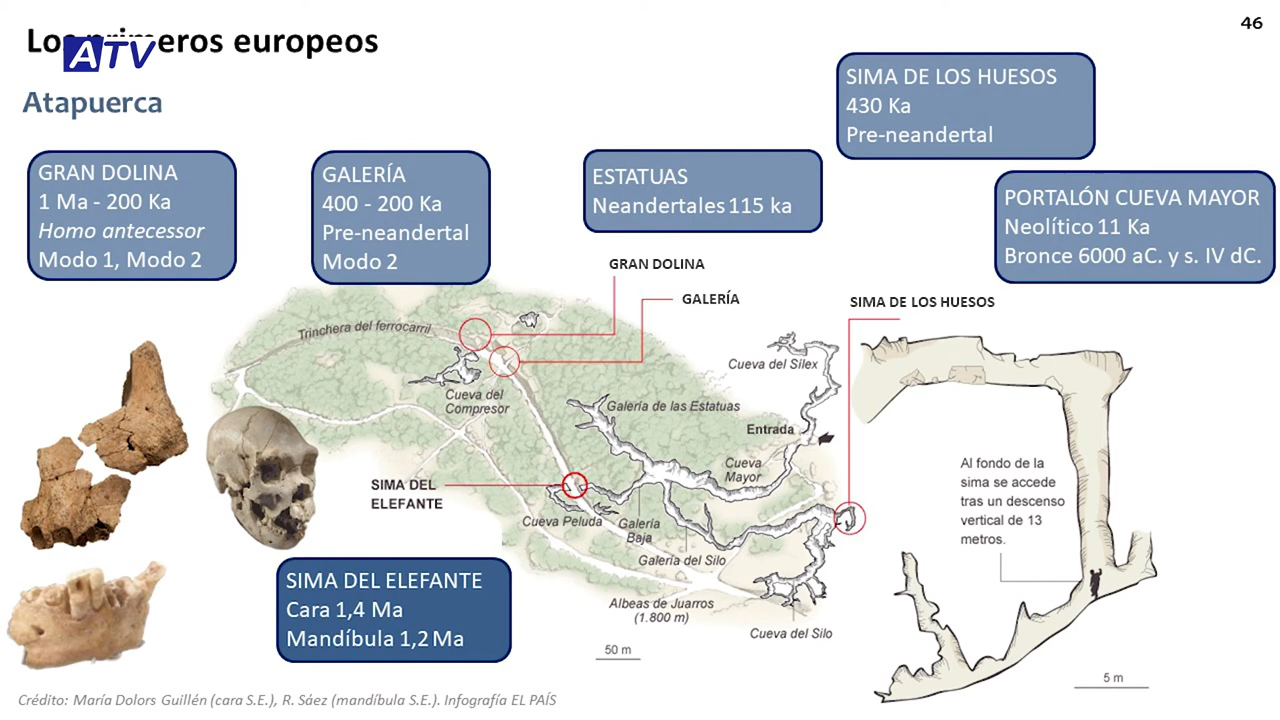 46
Los primeros europeos
ATV
Atapuerca
SIMA DE LOS HUESOS
430 Ka
Pre-neandertal
GRAN DOLINA
1 Ma - 200 Ka
Homo antecessor
Modo 1, Modo 2
GALERÍA
400 - 200 Ka
Pre-neandertal
Modo 2
ESTATUAS
Neandertales 115 ka
PORTALÓN CUEVA MAYOR
Neolítico 11 Ka
Bronce 6000 aC. y s. IV dC.
GRAN DOLINA
GALERÍA
SIMA DE LOS HUESOS
Trinchera del ferrocarril
Cueva del Sílex
Cueva del
Compresor
Galería de las Estatuas
Entrada
Cueva
Mayor
Al fondo de la
sima se accede
tras un descenso
vertical de 13
metros.
SIMA DEL
ELEFANTE
Cueva Peluda
Galería
Baja
Galería del Silo
SIMA DEL ELEFANTE
Cara 1,4 Ma
Mandíbula 1,2 Ma
Albeas de Juarros
(1.800 m)
Cueva del Silo
50 m
5 m
Crédito: María Dolors Guillén (cara S.E.), R. Sáez (mandíbula S.E.). Infografía EL PAÍS